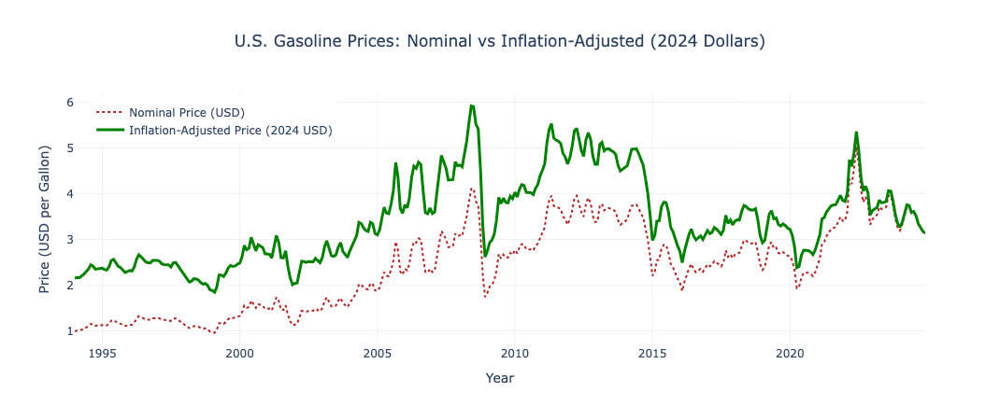 U.S. Gasoline Prices: Nominal vs Inflation-Adjusted (2024 Dollars)
Nominal Price (USD)
Inflation-Adjusted Price (2024 USD)
Price (USD per Gallon)
6
5
4
3
2
1
1995 2000 2005 2010 2015 2020
Year